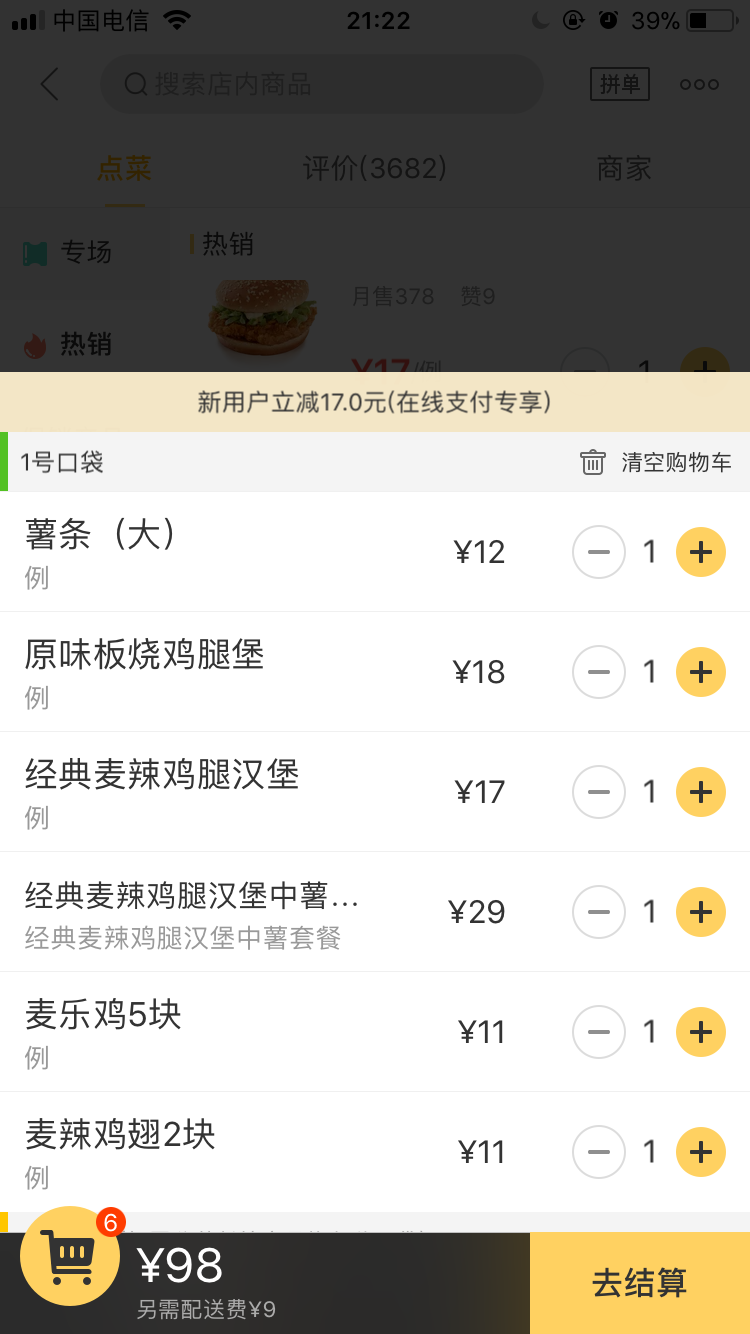 中国电信
21:22
39%
搜索店内商品
拼单
点菜
评价(3682)
商家
专场
热销
月售378 赞9
热销
¥17/例
1
新用户立减17.0元(在线支付专享)
1号口袋
清空购物车
薯条（大）
¥12
1
例
原味板烧鸡腿堡
¥18
1
例
经典麦辣鸡腿汉堡
¥17
1
例
经典麦辣鸡腿汉堡中薯...
¥29
1
经典麦辣鸡腿汉堡中薯套餐
麦乐鸡5块
¥11
1
例
麦辣鸡翅2块
¥11
1
例
6
¥98
另需配送费¥9
去结算